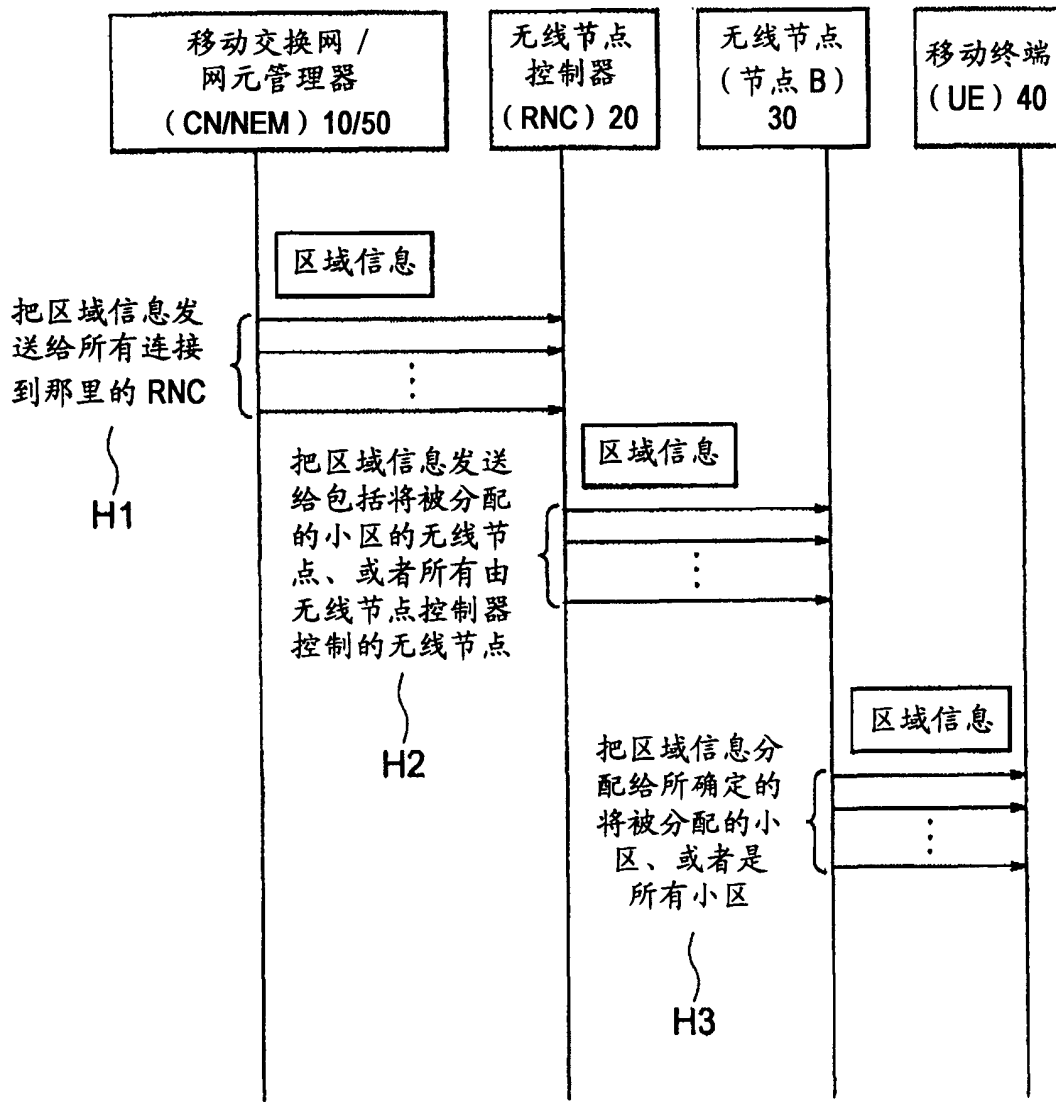 移动交换网 /
网元管理器
(CN/NEM) 10/50
无线节点
控制器
(RNC) 20
无线节点
(节点 B)
30
移动终端
(UE) 40
区域信息
把区域信息发
送给所有连接
到那里的 RNC
H1
区域信息
把区域信息发送
给包括将被分配
的小区的无线节
点、或者所有由
无线节点控制器
控制的无线节点
H2
区域信息
把区域信息分
配给所确定的
将被分配的小
区、或者是
所有小区
H3